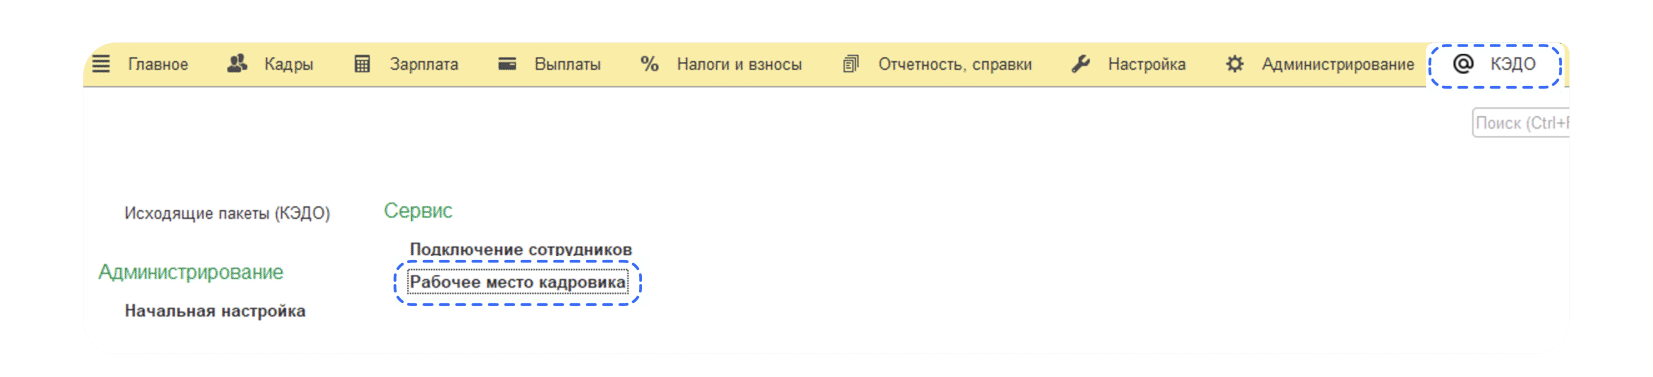 Главное Кадры Зарплата Выплаты % Налоги и взносы Отчетность, справки Настройка Администрирование @ КЭДО
Поиск (Ctrl+F
Исходящие пакеты (КЭДО)
Администрирование
Начальная настройка
Сервис
Подключение сотрудников
Рабочее место кадровика